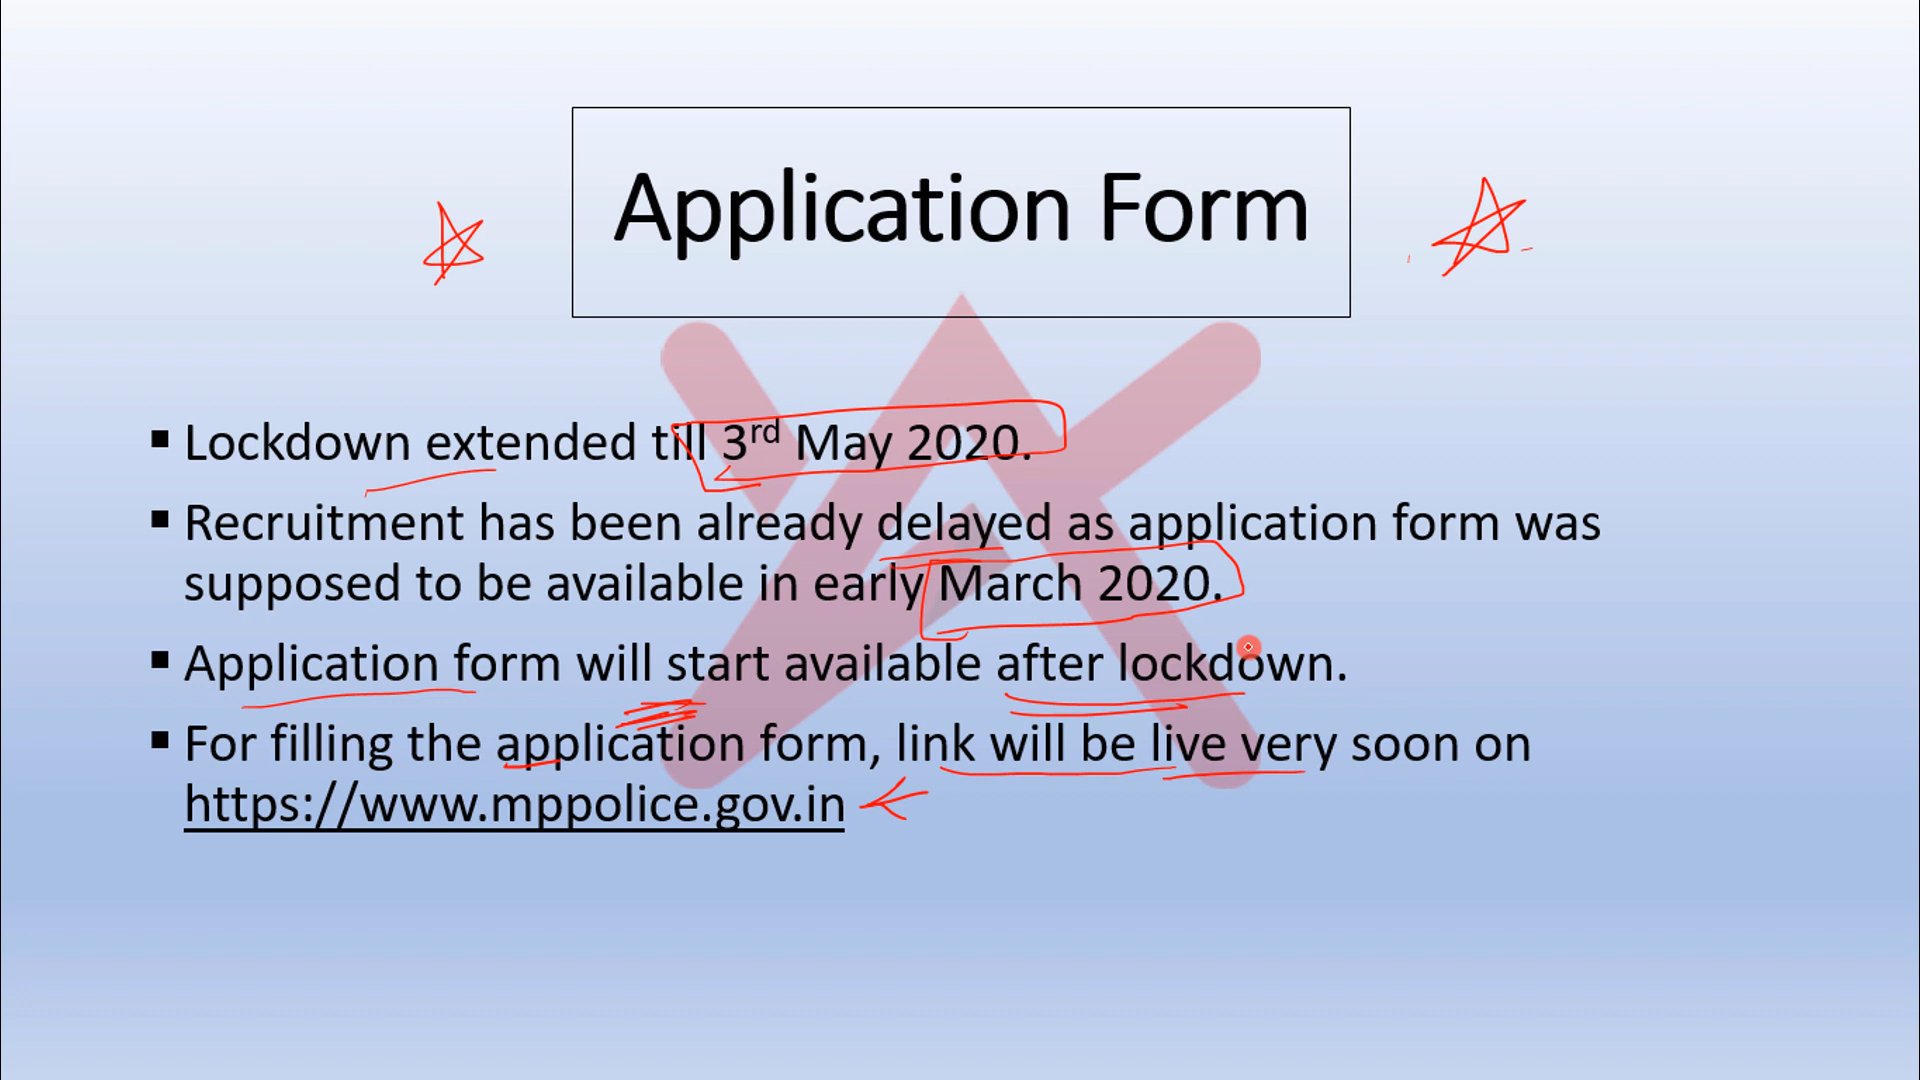 Application Form
▪ Lockdown extended till 3rd May 2020.
▪ Recruitment has been already delayed as application form was
supposed to be available in early March 2020.
▪ Application form will start available after lockdown.
▪ For filling the application form, link will be live very soon on
https://www.mppolice.gov.in